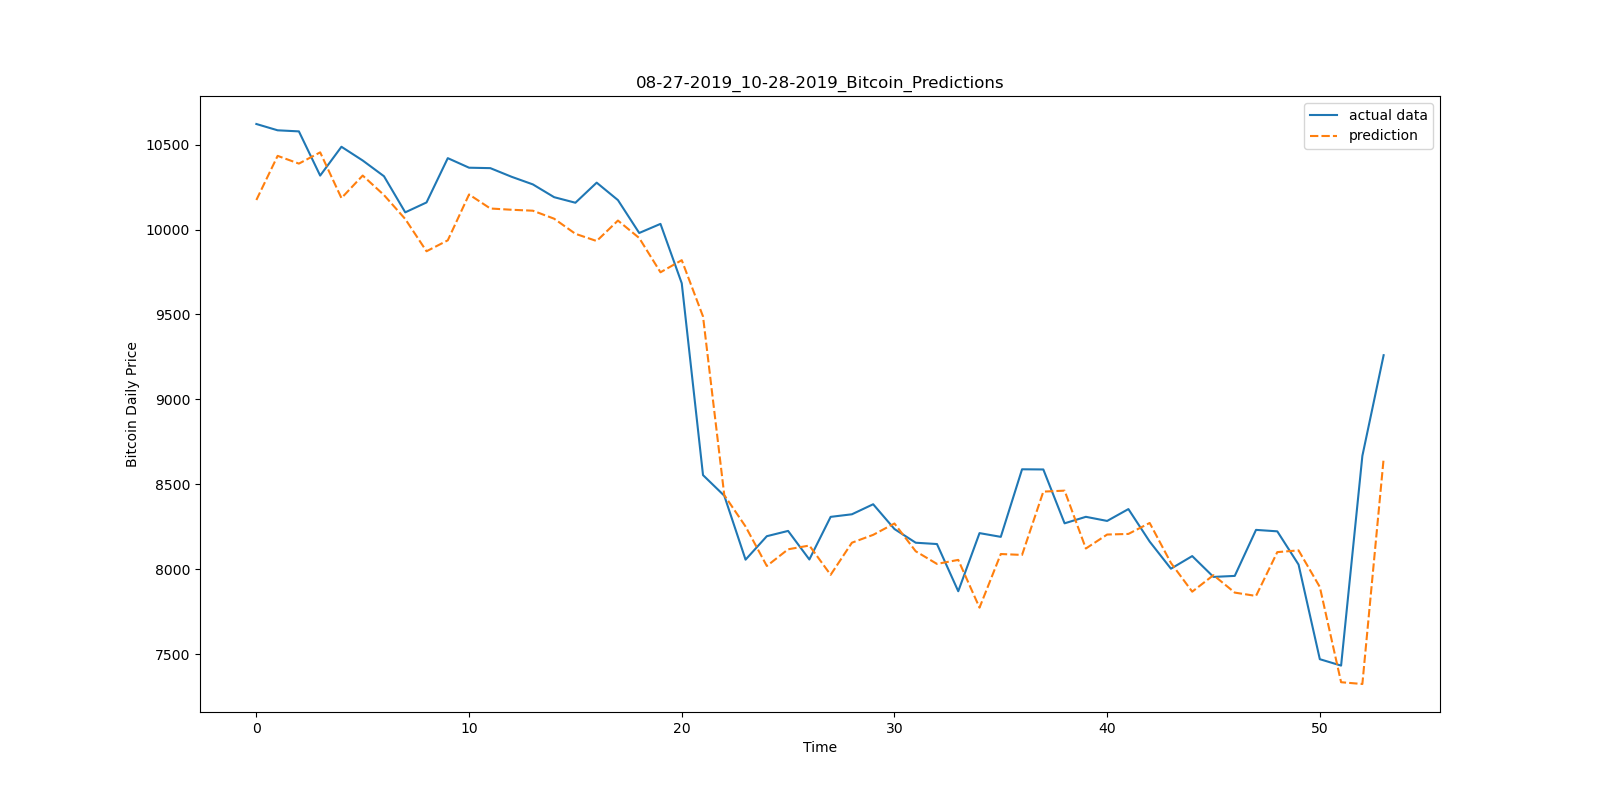 08-27-2019_10-28-2019_Bitcoin_Predictions
actual data
prediction
10500
10000
9500
9000
8500
8000
7500
Bitcoin Daily Price
0 10 20 30 40 50
Time